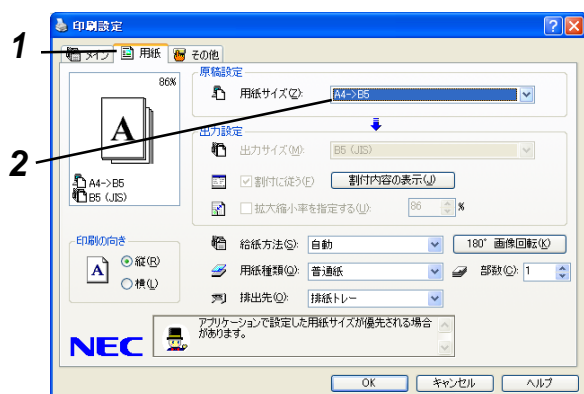 印刷設定
1
メイン 用紙 その他
86%
A
A4->B5
B5 (JIS)
原稿設定
用紙サイズ(Z): A4->B5
2
出力設定
出力サイズ(M): B5 (JIS)
割付に従う(F) 割付内容の表示(J)
拡大縮小率を指定する(U): 86 %
印刷の向き
A
縦(R)
横(L)
給紙方法(S): 自動 180° 画像回転(K)
用紙種類(Q): 普通紙 部数(C): 1
排出先(O): 排紙トレー
NEC
アプリケーションで設定した用紙サイズが優先される場合
があります。
OK キャンセル ヘルプ